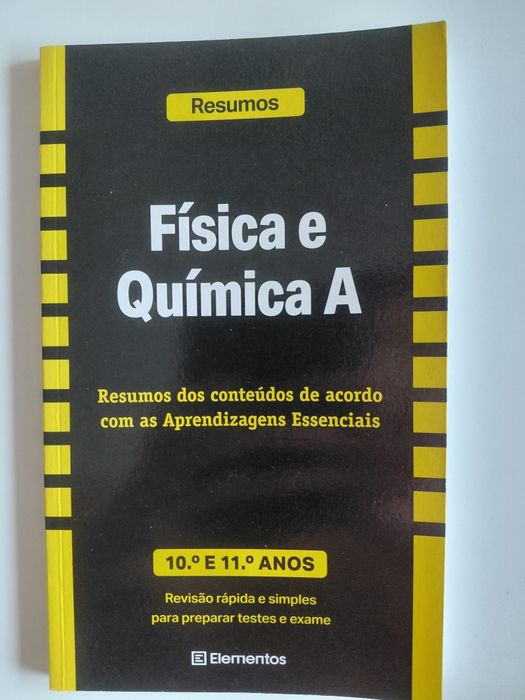 Resumos
Física e
Química A
Resumos dos conteúdos de acordo
com as Aprendizagens Essenciais
10.º E 11.º ANOS
Revisão rápida e simples
para preparar testes e exame
E Elementos